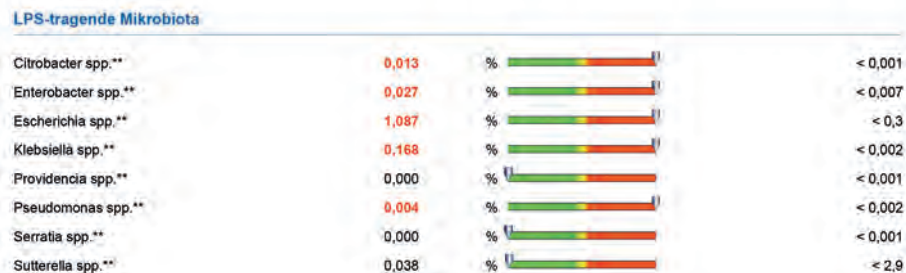 LPS-tragende Mikrobiota
Citrobacter spp.** 0,013 % < 0,001
Enterobacter spp.** 0,027 % < 0,007
Escherichia spp.** 1,087 % < 0,3
Klebsiella spp.** 0,168 % < 0,002
Providencia spp.** 0,000 % < 0,001
Pseudomonas spp.** 0,004 % < 0,002
Serratia spp.** 0,000 % < 0,001
Sutterella spp.** 0,038 % < 2,9